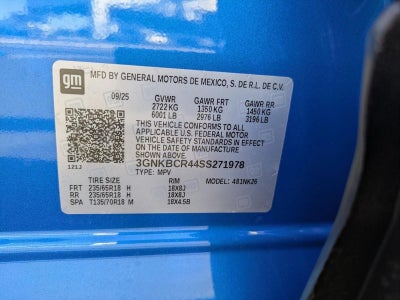 gm
MFD BY GENERAL MOTORS DE MEXICO, S. DE R.L. DE C.V.
09/25 GVWR GAWR FRT GAWR RR
2722 KG 1350 KG 1450 KG
6001 LB 2976 LB 3196 LB
THIS VEHICLE CONFORMS TO ALL
APPLICABLE U.S. FEDERAL MOTOR
VEHICLE SAFETY STANDARDS IN
EFFECT ON THE DATE OF
MANUFACTURE SHOWN ABOVE.
3GNKBCR44SS271978
121J TYPE: MPV MODEL: 481NK26
TIRE SIZE RIM
FRT 235/65R18 H 18X8J
RR 235/65R18 H 18X8J
SPA T135/70R18 M 18X4.5B